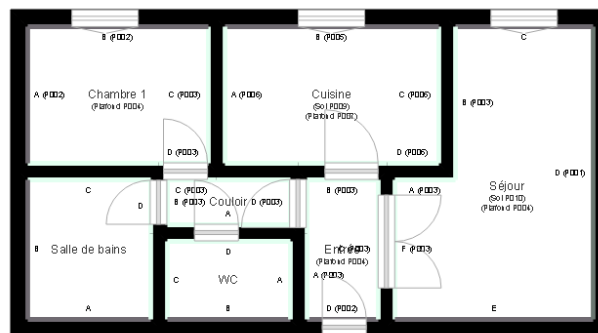 B (P002)
B (P005)
C
A (P002)
Chambre 1
(Plafond P004)
C (P003)
A (P006)
Cuisine
(Sol P009)
(Plafond P007)
C (P006)
B (P003)
D (P003)
D (P006)
D (P001)
C
D
C (P003)
B (P003)
Couloir
A
D (P003)
B (P003)
A (P003)
Séjour
(Sol P010)
(Plafond P004)
B
Salle de bains
D
C
WC
A
B
A
Entrée
(Plafond P004)
C (P003)
A (P003)
D (P002)
F (P003)
E